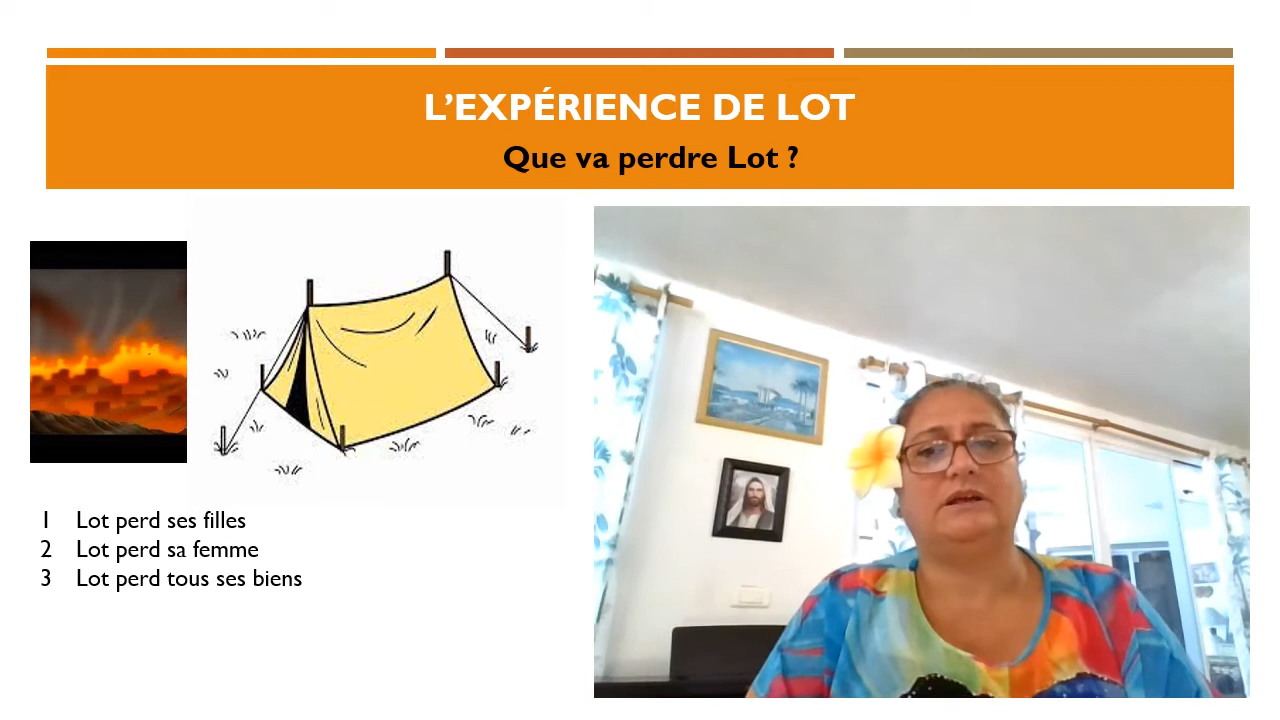 L’EXPÉRIENCE DE LOT
Que va perdre Lot ?
1 Lot perd ses filles
2 Lot perd sa femme
3 Lot perd tous ses biens